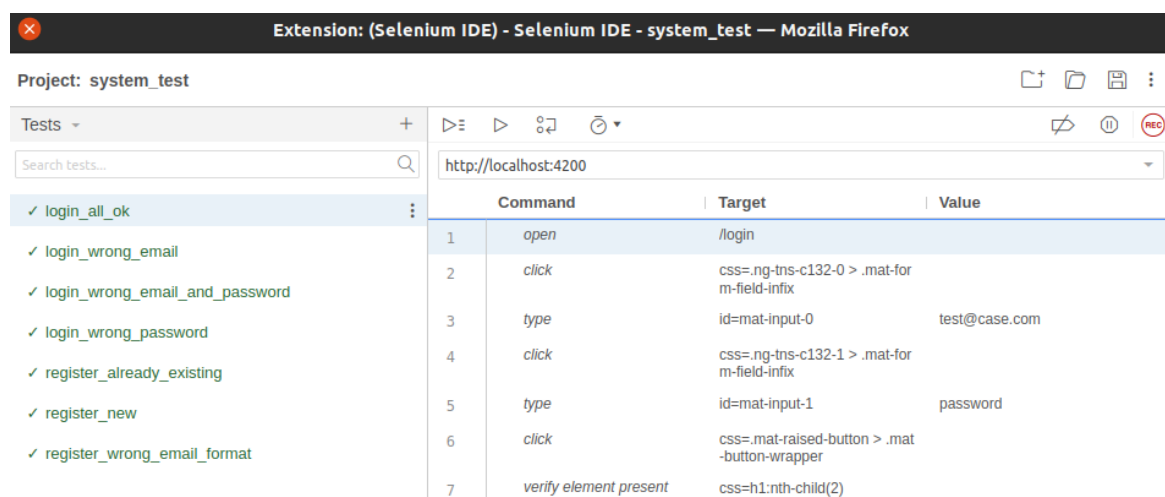 Extension: (Selenium IDE) - Selenium IDE - system_test — Mozilla Firefox
Project: system_test
Tests
Search tests...
✓ login_all_ok
✓ login_wrong_email
✓ login_wrong_email_and_password
✓ login_wrong_password
✓ register_already_existing
✓ register_new
✓ register_wrong_email_format
REC
http://localhost:4200
Command Target Value
1 open /login
2 click css=.ng-tns-c132-0 > .mat-for
m-field-infix
3 type id=mat-input-0 test@case.com
4 click css=.ng-tns-c132-1 > .mat-for
m-field-infix
5 type id=mat-input-1 password
6 click css=.mat-raised-button > .mat
-button-wrapper
7 verify element present css=h1:nth-child(2)